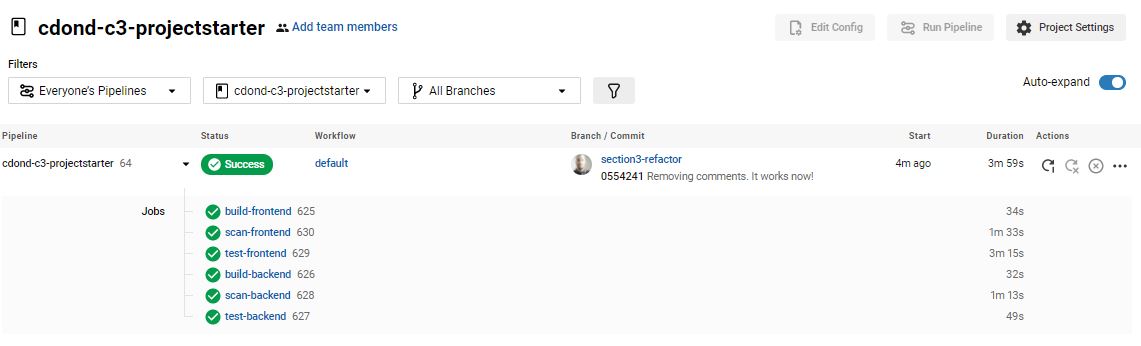 cdond-c3-projectstarter Add team members Edit Config Run Pipeline Project Settings
Filters
Everyone's Pipelines cdond-c3-projectstarter All Branches Auto-expand
Pipeline Status Workflow Branch / Commit Start Duration Actions
cdond-c3-projectstarter 64 Success default section3-refactor 4m ago 3m 59s
0554241 Removing comments. It works now!
Jobs build-frontend 625 34s
scan-frontend 630 1m 33s
test-frontend 629 3m 15s
build-backend 626 32s
scan-backend 628 1m 13s
test-backend 627 49s